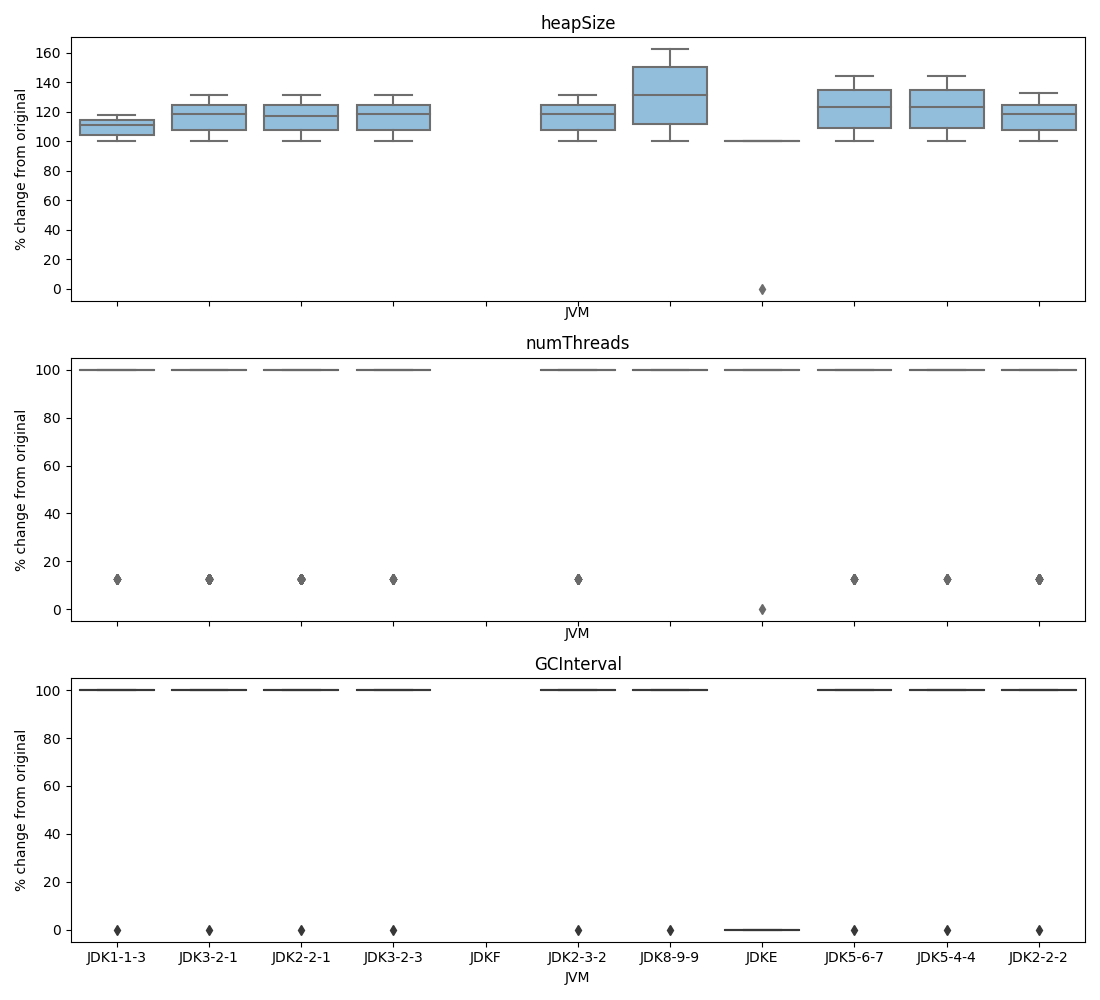 heapSize
% change from original
160
140
120
100
80
60
40
20
0
JVM
numThreads
% change from original
100
80
60
40
20
0
JVM
GCInterval
% change from original
100
80
60
40
20
0
JDK1-1-3 JDK3-2-1 JDK2-2-1 JDK3-2-3 JDKF JDK2-3-2 JDK8-9-9 JDKE JDK5-6-7 JDK5-4-4 JDK2-2-2
JVM